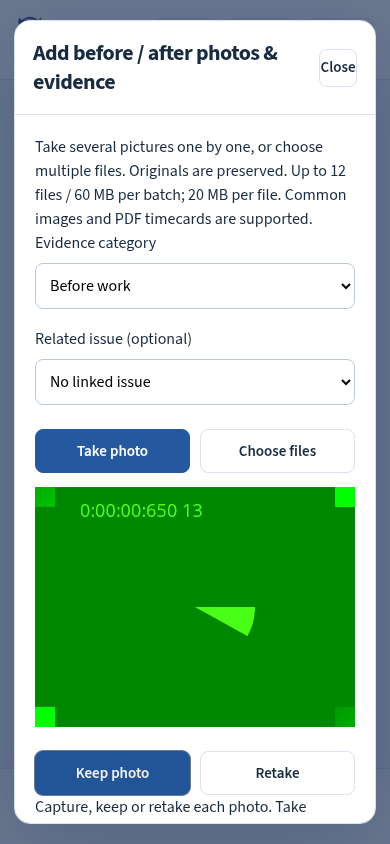 Add before / after photos &
evidence
Close
Take several pictures one by one, or choose
multiple files. Originals are preserved. Up to 12
files / 60 MB per batch; 20 MB per file. Common
images and PDF timecards are supported.
Evidence category
Before work
Related issue (optional)
No linked issue
Take photo
Choose files
0:00:00:650 13
Keep photo
Retake
Capture, keep or retake each photo. Take